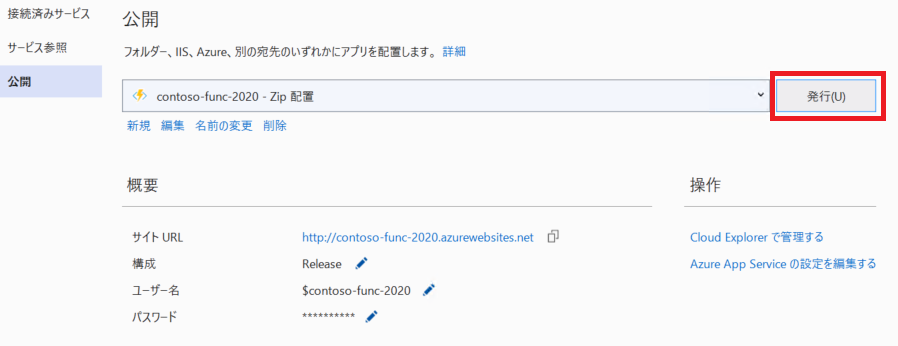 接続済みサービス
サービス参照
公開
公開
フォルダー、IIS、Azure、別の宛先のいずれかにアプリを配置します。 詳細
contoso-func-2020 - Zip 配置
発行(U)
新規 編集 名前の変更 削除
概要
サイト URL http://contoso-func-2020.azurewebsites.net
構成 Release
ユーザー名 $contoso-func-2020
パスワード **********
操作
Cloud Explorer で管理する
Azure App Service の設定を編集する